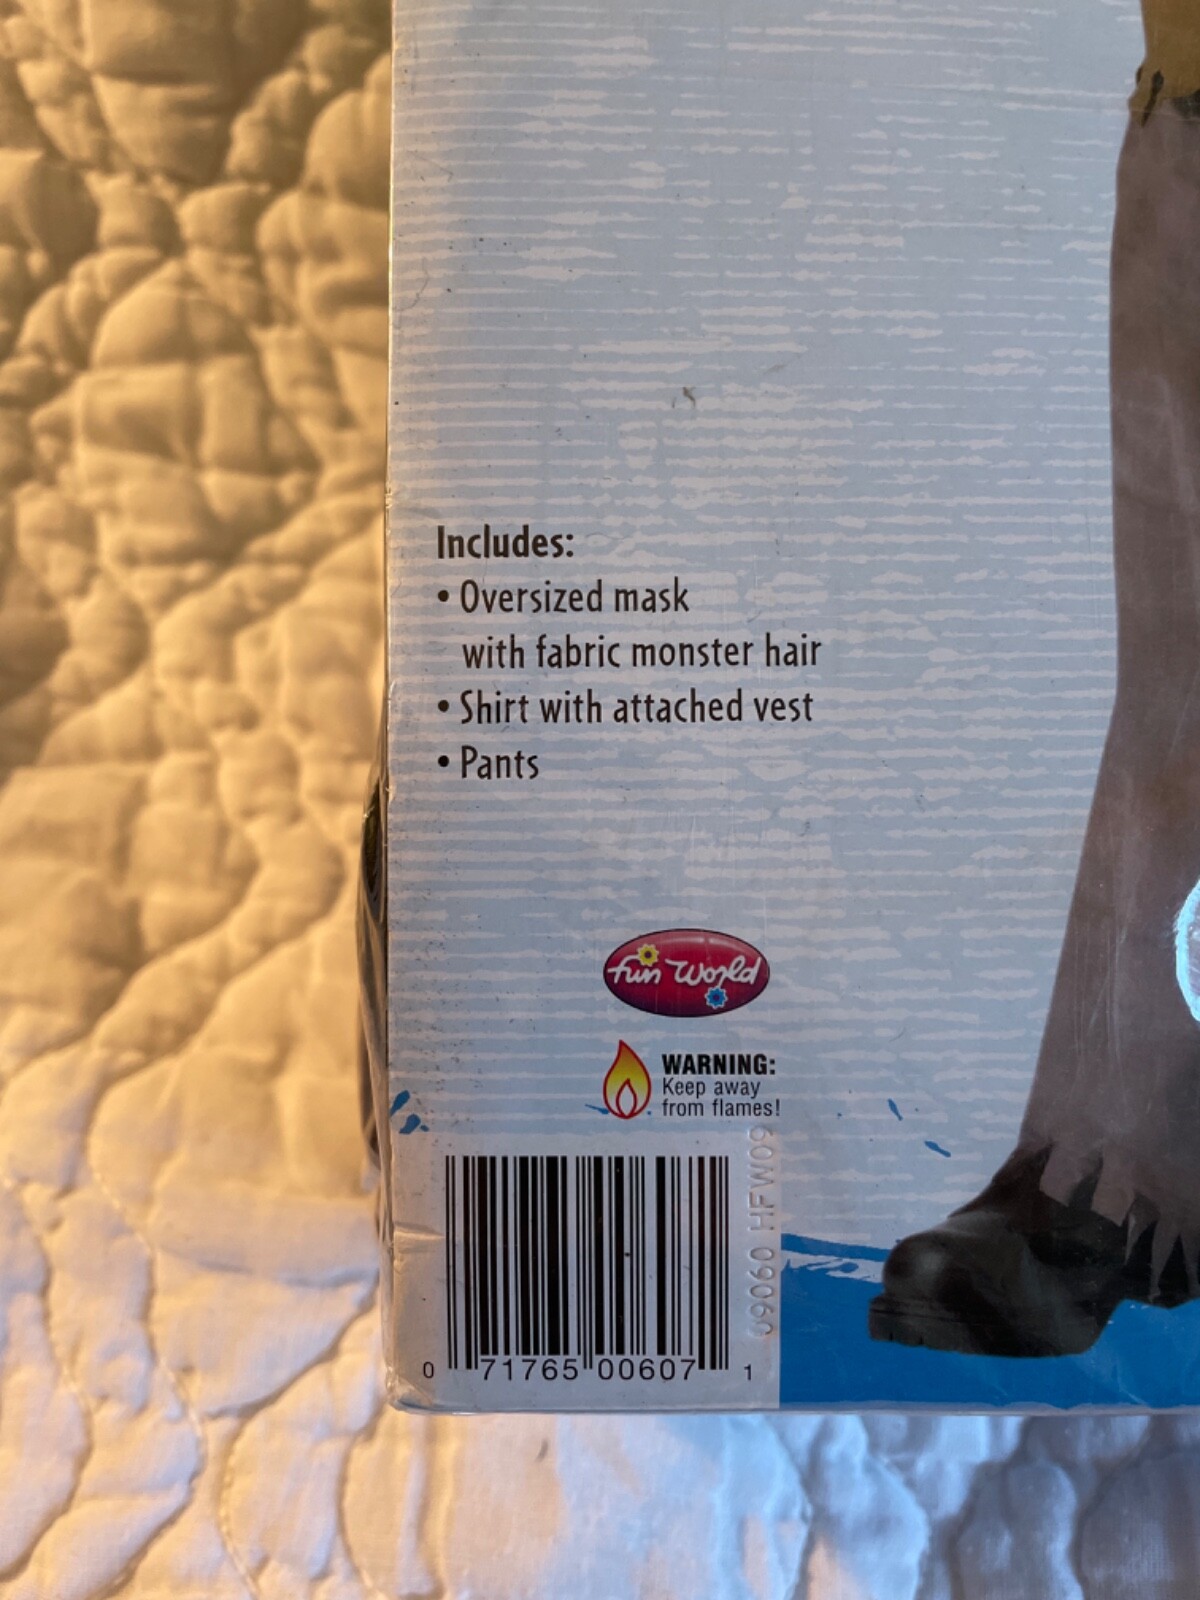 Includes:
• Oversized mask
with fabric monster hair
• Shirt with attached vest
• Pants
fun world
WARNING:
Keep away
from flames!
09060 HFW09
0 71765 00607 1